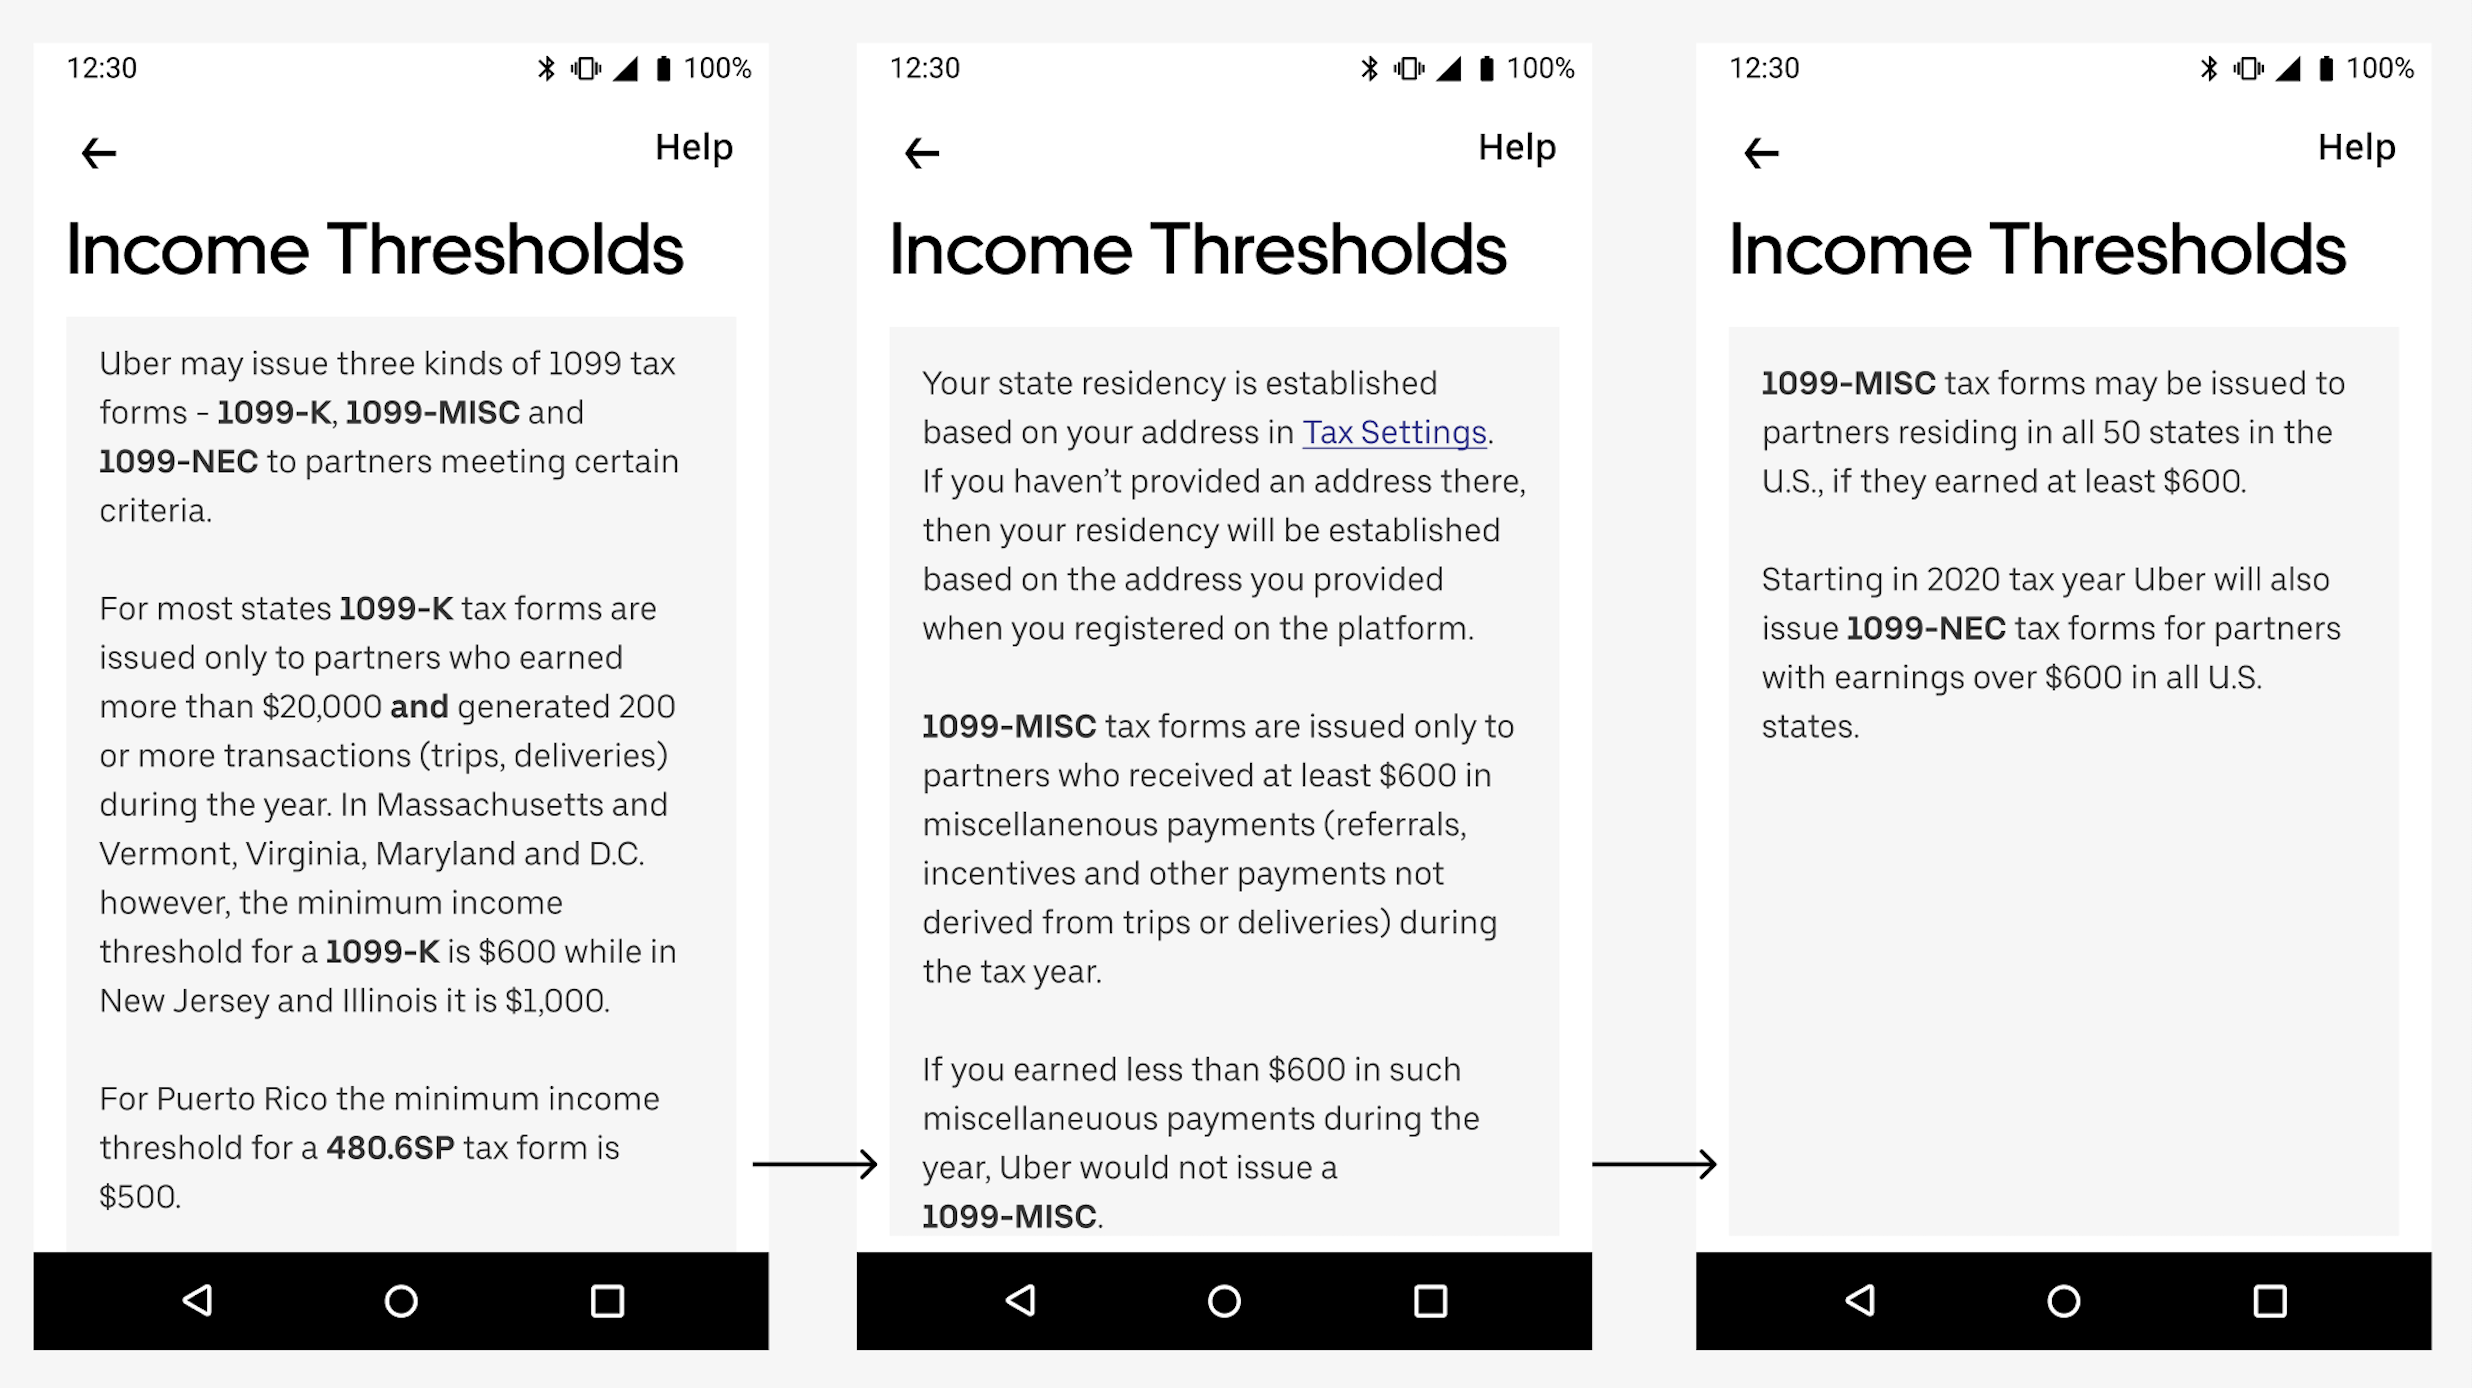 12:30
100%
Help
Income Thresholds
Uber may issue three kinds of 1099 tax
forms - 1099-K, 1099-MISC and
1099-NEC to partners meeting certain
criteria.
For most states 1099-K tax forms are
issued only to partners who earned
more than $20,000 and generated 200
or more transactions (trips, deliveries)
during the year. In Massachusetts and
Vermont, Virginia, Maryland and D.C.
however, the minimum income
threshold for a 1099-K is $600 while in
New Jersey and Illinois it is $1,000.
For Puerto Rico the minimum income
threshold for a 480.6SP tax form is
$500.
12:30
100%
Help
Income Thresholds
Your state residency is established
based on your address in Tax Settings.
If you haven’t provided an address there,
then your residency will be established
based on the address you provided
when you registered on the platform.
1099-MISC tax forms are issued only to
partners who received at least $600 in
miscellanenous payments (referrals,
incentives and other payments not
derived from trips or deliveries) during
the tax year.
If you earned less than $600 in such
miscellaneuous payments during the
year, Uber would not issue a
1099-MISC.
12:30
100%
Help
Income Thresholds
1099-MISC tax forms may be issued to
partners residing in all 50 states in the
U.S., if they earned at least $600.
Starting in 2020 tax year Uber will also
issue 1099-NEC tax forms for partners
with earnings over $600 in all U.S.
states.